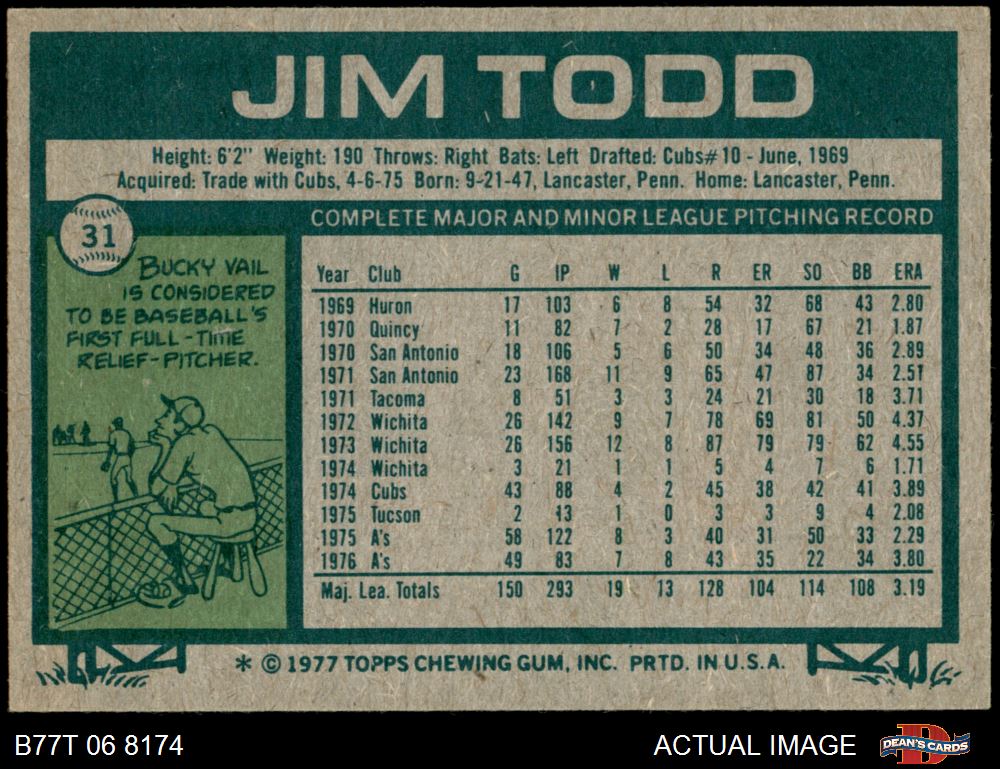 JIM TODD
Height: 6'2" Weight: 190 Throws: Right Bats: Left Drafted: Cubs#10 - June, 1969
Acquired: Trade with Cubs, 4-6-75 Born: 9-21-47, Lancaster, Penn. Home: Lancaster, Penn.
31
BUCKY VAIL
IS CONSIDERED
TO BE BASEBALL'S
FIRST FULL-TIME
RELIEF-PITCHER.
COMPLETE MAJOR AND MINOR LEAGUE PITCHING RECORD
Year Club G IP W L R ER SO BB ERA
1969 Huron 17 103 6 8 54 32 68 43 2.80
1970 Quincy 11 82 7 2 28 17 67 21 1.87
1970 San Antonio 18 106 5 6 50 34 48 36 2.89
1971 San Antonio 23 168 11 9 65 47 87 34 2.51
1971 Tacoma 8 51 3 3 24 21 30 18 3.71
1972 Wichita 26 142 9 7 78 69 81 50 4.37
1973 Wichita 26 156 12 8 87 79 79 62 4.55
1974 Wichita 3 21 1 1 5 4 7 6 1.71
1974 Cubs 43 88 4 2 45 38 42 41 3.89
1975 Tucson 2 13 1 0 3 3 9 4 2.08
1975 A's 58 122 8 3 40 31 50 33 2.29
1976 A's 49 83 7 8 43 35 22 34 3.80
Maj. Lea. Totals 150 293 19 13 128 104 114 108 3.19
* © 1977 TOPPS CHEWING GUM, INC. PRTD. IN U.S.A.
B77T 06 8174
ACTUAL IMAGE
DEAN'S CARDS